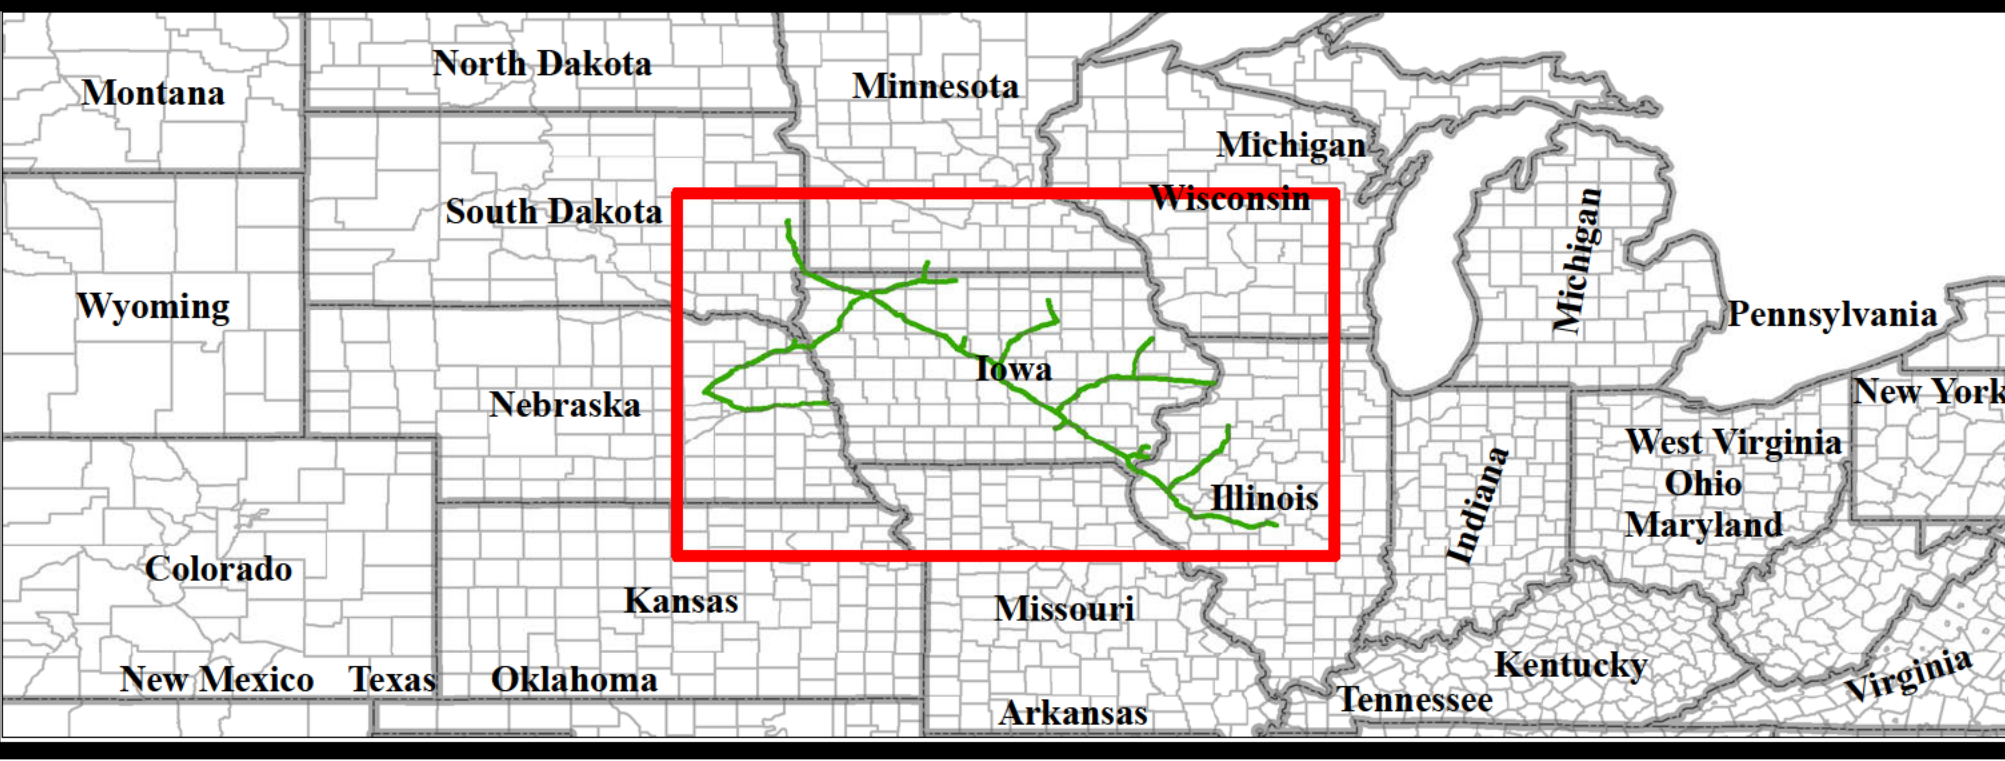 North Dakota
Minnesota
Montana
Michigan
Wisconsin
South Dakota
Michigan
Wyoming
Pennsylvania
Iowa
Nebraska
New York
West Virginia
Ohio
Maryland
Indiana
Illinois
Colorado
Kansas
Missouri
Kentucky
Virginia
New Mexico
Texas
Oklahoma
Tennessee
Arkansas